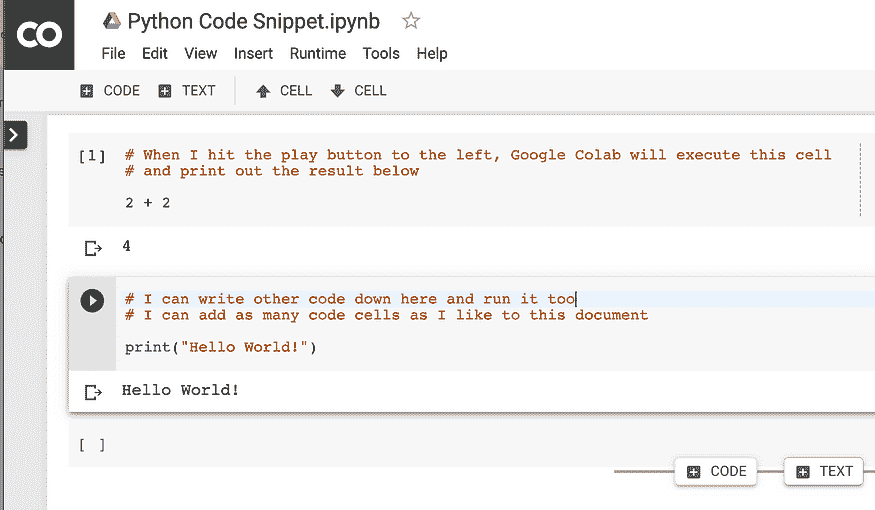 CO
Python Code Snippet.ipynb
File Edit View Insert Runtime Tools Help
CODE TEXT CELL CELL
[1] # When I hit the play button to the left, Google Colab will execute this cell
# and print out the result below
2 + 2
4
# I can write other code down here and run it too
# I can add as many code cells as I like to this document
print("Hello World!")
Hello World!
[ ]
CODE TEXT